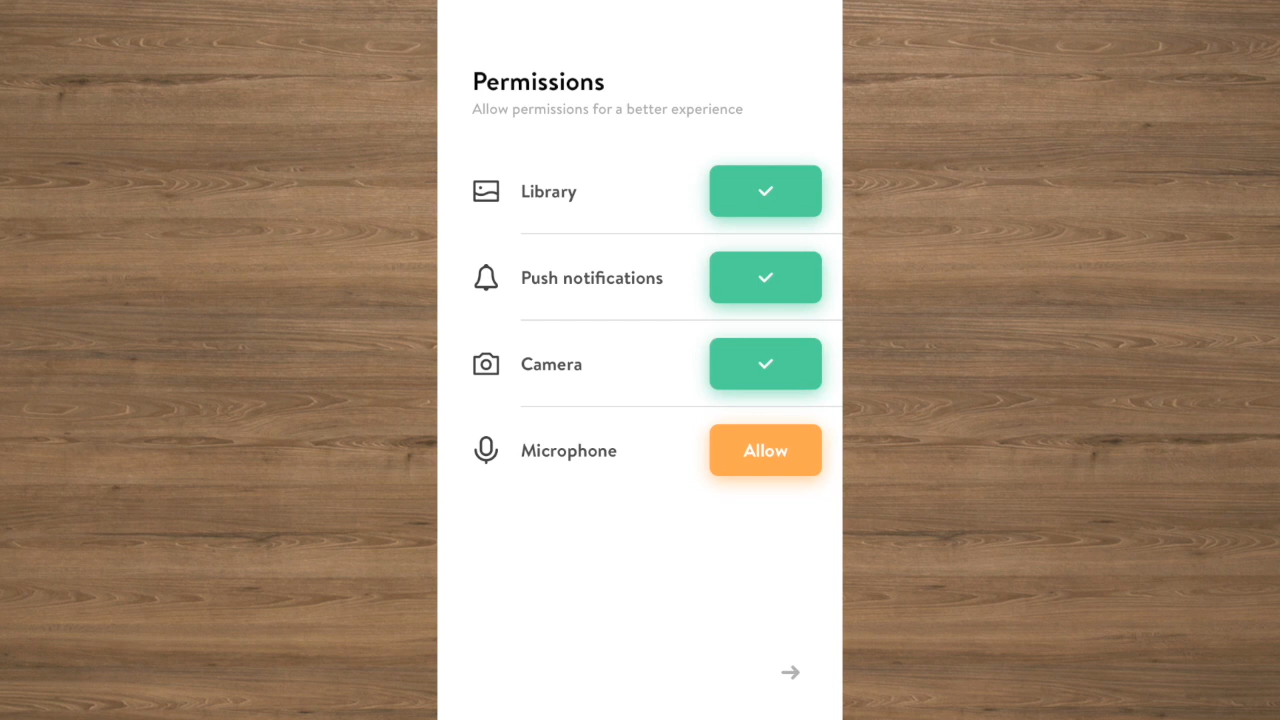 Permissions
Allow permissions for a better experience
Library
Push notifications
Camera
Microphone
Allow